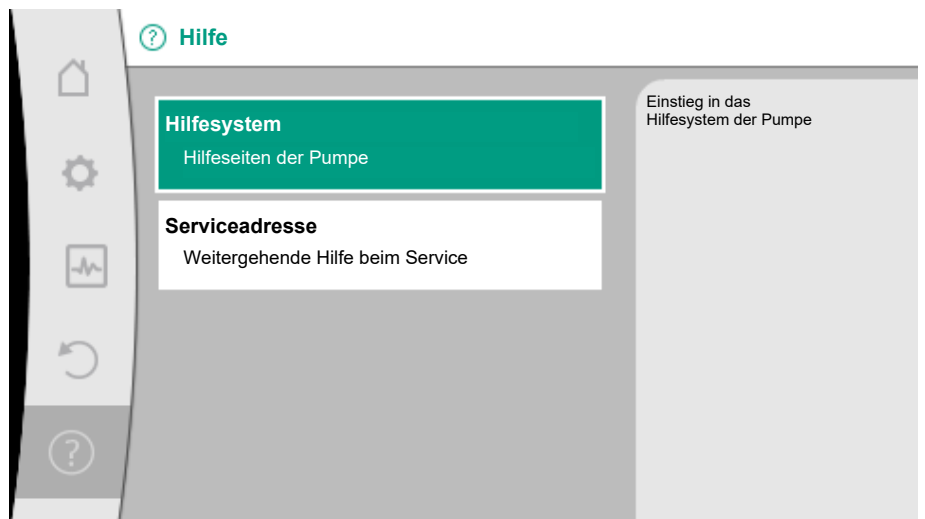 Hilfe
Hilfesystem
Hilfeseiten der Pumpe
Serviceadresse
Weitergehende Hilfe beim Service
Einstieg in das
Hilfesystem der Pumpe